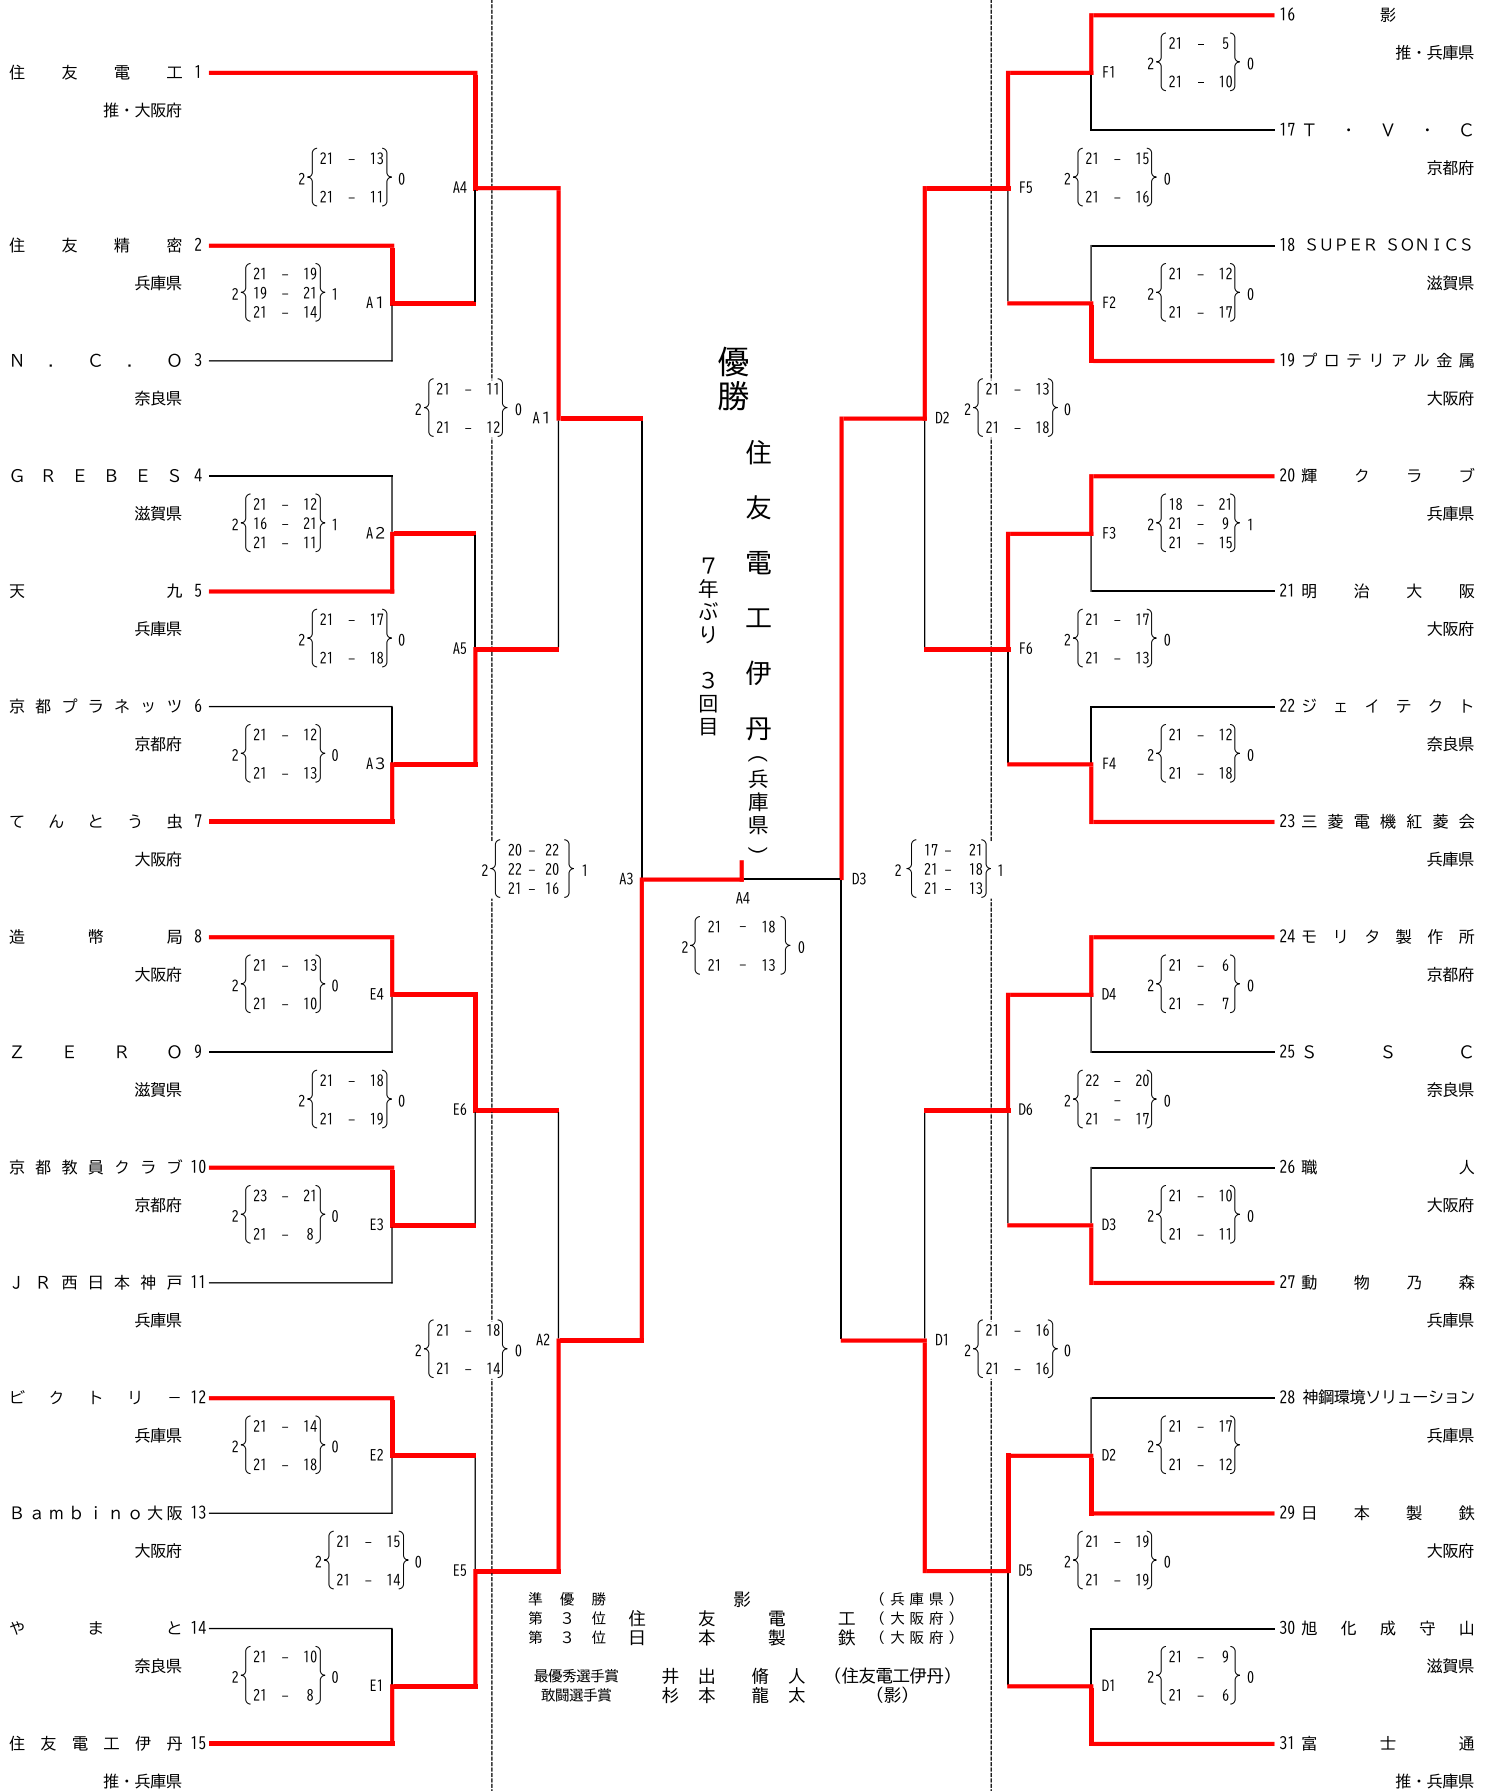 住友電工 1
推・大阪府
2 21 － 13 0
21 － 11
A4
住友精密 2
兵庫県
2 21 － 19 1
19 － 21
21 － 14
A1
N．C．O 3
奈良県
2 21 － 11 0
21 － 12
A1
GREBES 4
滋賀県
2 21 － 12 1
16 － 21
21 － 11
A2
天九 5
兵庫県
2 21 － 17 0
21 － 18
A5
京都プラネッツ 6
京都府
2 21 － 12 0
21 － 13
A3
てんとう虫 7
大阪府
2 20 － 22 1
22 － 20
21 － 16
A3
造幣局 8
大阪府
2 21 － 13 0
21 － 10
E4
ZERO 9
滋賀県
2 21 － 18 0
21 － 19
E6
京都教員クラブ 10
京都府
2 23 － 21 0
21 － 8
E3
JR西日本神戸 11
兵庫県
2 21 － 18 0
21 － 14
A2
ビクトリー 12
兵庫県
2 21 － 14 0
21 － 18
E2
Bambino大阪 13
大阪府
2 21 － 15 0
21 － 14
E5
やまと 14
奈良県
2 21 － 10 0
21 － 8
E1
住友電工伊丹 15
推・兵庫県
優勝
住友電工伊丹（兵庫県）
７年ぶり ３回目
A4
2 21 － 18 0
21 － 13
16 影
推・兵庫県
F1
2 21 － 5 0
21 － 10
17 T・V・C
京都府
F5
2 21 － 15 0
21 － 16
18 SUPER SONICS
滋賀県
F2
2 21 － 12 0
21 － 17
19 プロテリアル金属
大阪府
D2
2 21 － 13 0
21 － 18
20 輝クラブ
兵庫県
F3
2 18 － 21 1
21 － 9
21 － 15
21 明治大阪
大阪府
F6
2 21 － 17 0
21 － 13
22 ジェイテクト
奈良県
F4
2 21 － 12 0
21 － 18
23 三菱電機紅菱会
兵庫県
D3
2 17 － 21 1
21 － 18
21 － 13
24 モリタ製作所
京都府
D4
2 21 － 6 0
21 － 7
25 SSC
奈良県
D6
2 22 － 20 0
－
21 － 17
26 職人
大阪府
D3
2 21 － 10 0
21 － 11
27 動物乃森
兵庫県
D1
2 21 － 16 0
21 － 16
28 神鋼環境ソリューション
兵庫県
D2
2 21 － 17
21 － 12
29 日本製鉄
大阪府
D5
2 21 － 19 0
21 － 19
30 旭化成守山
滋賀県
D1
2 21 － 9 0
21 － 6
31 富士通
推・兵庫県
準優勝 影 （兵庫県）
第３位 住友電工 （大阪府）
第３位 日本製鉄 （大阪府）
最優秀選手賞 井出 脩人 （住友電工伊丹）
敢闘選手賞 杉本 龍太 （影）